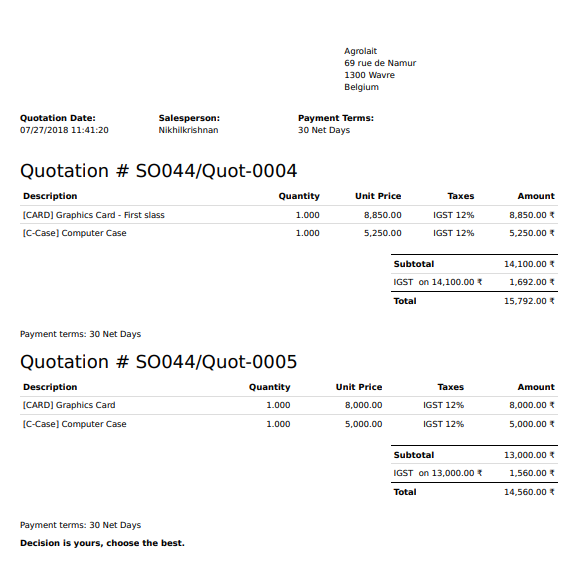 Agrolait
69 rue de Namur
1300 Wavre
Belgium
Quotation Date: Salesperson: Payment Terms:
07/27/2018 11:41:20 Nikhilkrishnan 30 Net Days
Quotation # SO044/Quot-0004
Description Quantity Unit Price Taxes Amount
[CARD] Graphics Card - First slass 1.000 8,850.00 IGST 12% 8,850.00 ₹
[C-Case] Computer Case 1.000 5,250.00 IGST 12% 5,250.00 ₹
Subtotal 14,100.00 ₹
IGST on 14,100.00 ₹ 1,692.00 ₹
Total 15,792.00 ₹
Payment terms: 30 Net Days
Quotation # SO044/Quot-0005
Description Quantity Unit Price Taxes Amount
[CARD] Graphics Card 1.000 8,000.00 IGST 12% 8,000.00 ₹
[C-Case] Computer Case 1.000 5,000.00 IGST 12% 5,000.00 ₹
Subtotal 13,000.00 ₹
IGST on 13,000.00 ₹ 1,560.00 ₹
Total 14,560.00 ₹
Payment terms: 30 Net Days
Decision is yours, choose the best.